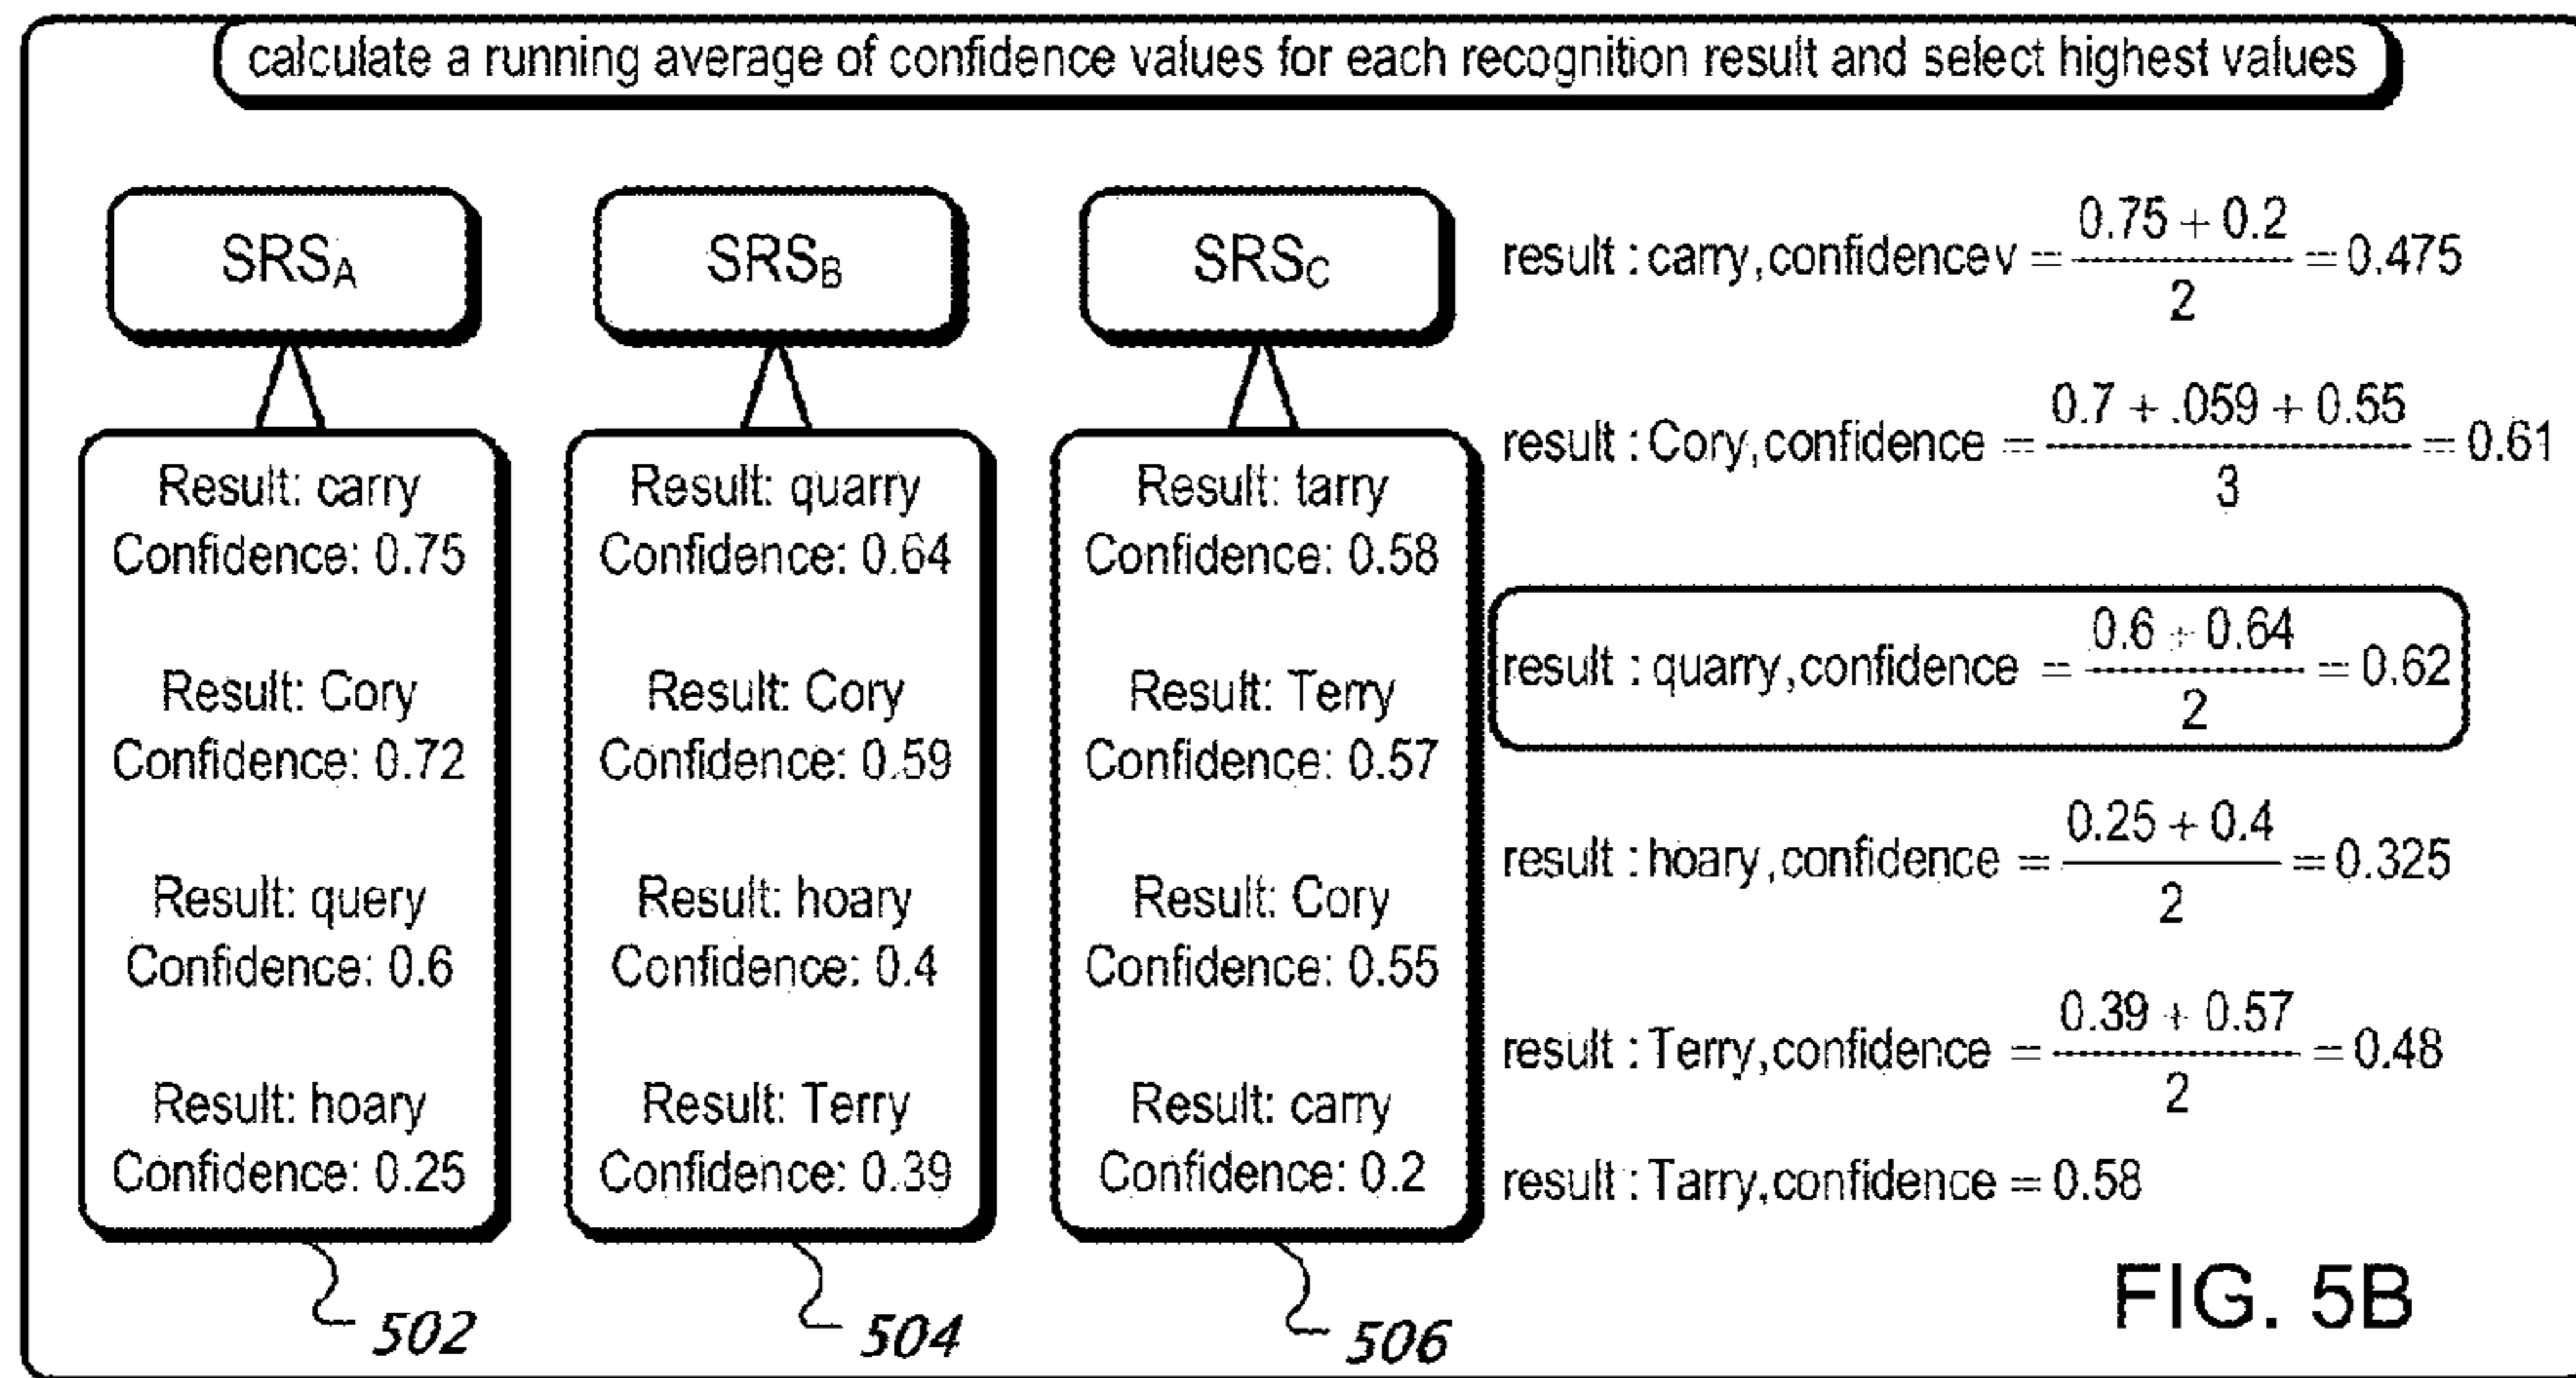 calculate a running average of confidence values for each recognition result and select highest values
SRSA
Result: carry
Confidence: 0.75
Result: Cory
Confidence: 0.72
Result: query
Confidence: 0.6
Result: hoary
Confidence: 0.25
502
SRSB
Result: quarry
Confidence: 0.64
Result: Cory
Confidence: 0.59
Result: hoary
Confidence: 0.4
Result: Terry
Confidence: 0.39
504
SRSC
Result: tarry
Confidence: 0.58
Result: Terry
Confidence: 0.57
Result: Cory
Confidence: 0.55
Result: carry
Confidence: 0.2
506
0.75 + 0.2
result : carry,confidencev = = 0.475
2
0.7 + .059 + 0.55
result : Cory,confidence = = 0.61
3
0.6 + 0.64
result : quarry,confidence = = 0.62
2
0.25 + 0.4
result : hoary,confidence = = 0.325
2
0.39 + 0.57
result : Terry,confidence = = 0.48
2
result : Tarry,confidence = 0.58
FIG. 5B